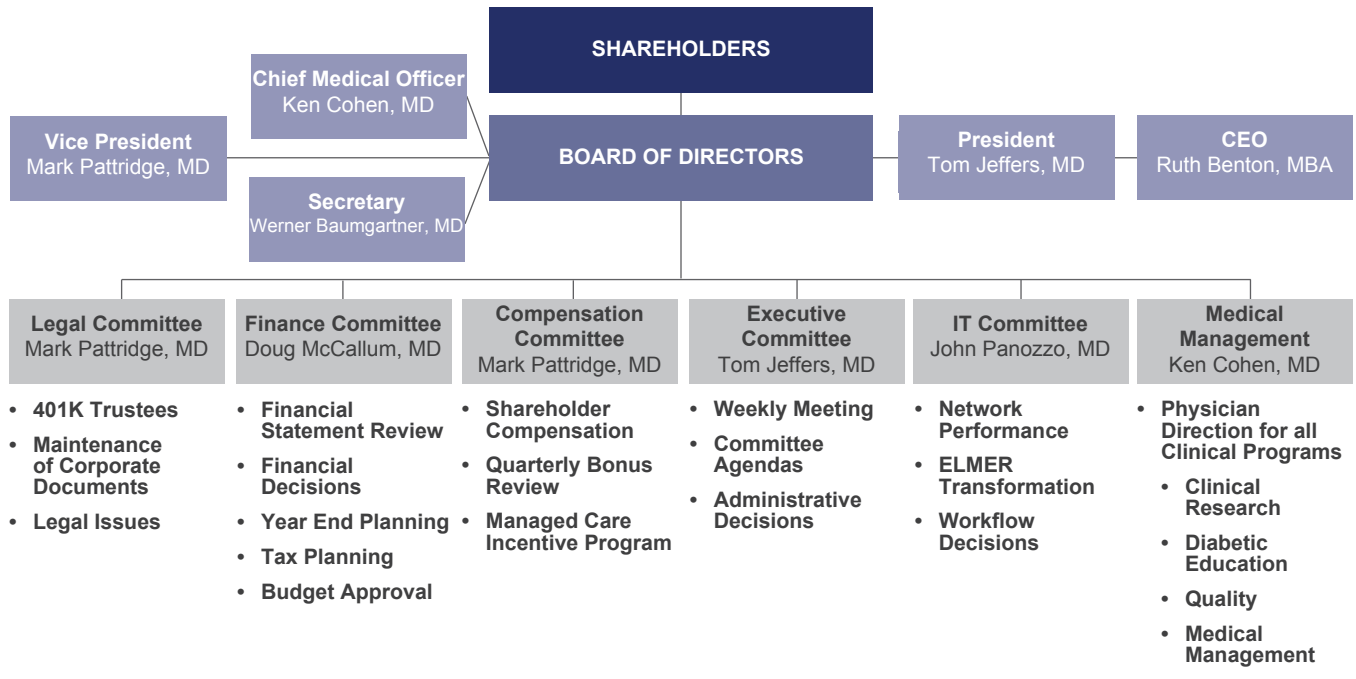 SHAREHOLDERS
Chief Medical Officer
Ken Cohen, MD
Vice President
Mark Pattridge, MD
BOARD OF DIRECTORS
President
Tom Jeffers, MD
CEO
Ruth Benton, MBA
Secretary
Werner Baumgartner, MD
Legal Committee
Mark Pattridge, MD
• 401K Trustees
• Maintenance
of Corporate
Documents
• Legal Issues
Finance Committee
Doug McCallum, MD
• Financial
Statement Review
• Financial
Decisions
• Year End Planning
• Tax Planning
• Budget Approval
Compensation
Committee
Mark Pattridge, MD
• Shareholder
Compensation
• Quarterly Bonus
Review
• Managed Care
Incentive Program
Executive
Committee
Tom Jeffers, MD
• Weekly Meeting
• Committee
Agendas
• Administrative
Decisions
IT Committee
John Panozzo, MD
• Network
Performance
• ELMER
Transformation
• Workflow
Decisions
Medical
Management
Ken Cohen, MD
• Physician
Direction for all
Clinical Programs
• Clinical
Research
• Diabetic
Education
• Quality
• Medical
Management